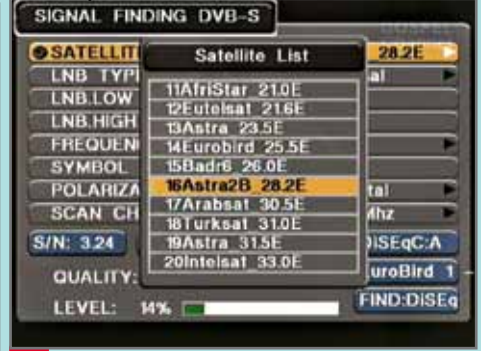 SIGNAL FINDING DVB-S
SATELLIT 28.2E
Satellite List
LNB TYP al
LNB.LOW
LNB.HIGH
FREQUEN
SYMBOL
POLARIZA tal
SCAN CH Mhz
11AfriStar 21.0E
12Eutelsat 21.6E
13Astra 23.5E
14Eurobird 25.5E
15Badr6 26.0E
16Astra2B 28.2E
17Arabsat 30.5E
18Turksat 31.0E
19Astra 31.5E
20Intelsat 33.0E
S/N: 3.24 DiSEqC:A
QUALITY: uroBird 1
LEVEL: 14% FIND:DiSEq